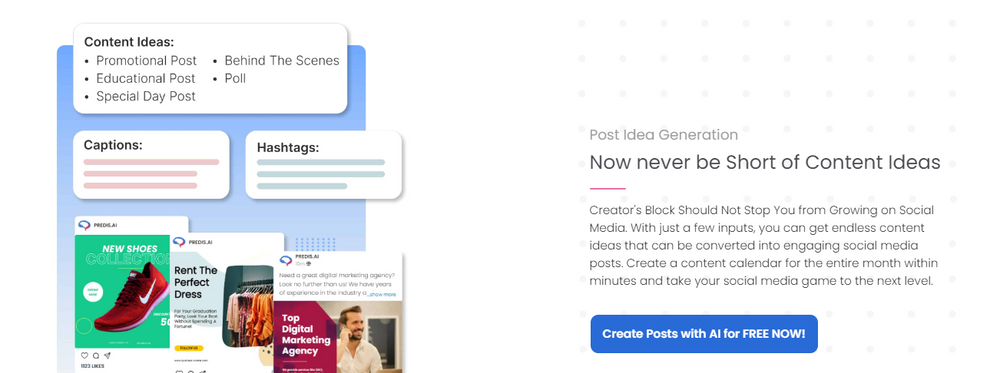 Content Ideas:
• Promotional Post
• Educational Post
• Special Day Post
• Behind The Scenes
• Poll
Captions:
Hashtags:
PREDIS.AI
NEW SHOES
COLLECTION
PREDIS.AI
Rent The
Perfect
Dress
For Your Graduation
Party, Look Your Best
Without Spending A
Fortune!
1123 LIKES
PREDIS.AI
Need a great digital marketing agency?
Look no further than us! We have years
of experience in the industry a...show more
Top
Digital
Marketing
Agency
Post Idea Generation
Now never be Short of Content Ideas
Creator's Block Should Not Stop You from Growing on Social
Media. With just a few inputs, you can get endless content
ideas that can be converted into engaging social media
posts. Create a content calendar for the entire month within
minutes and take your social media game to the next level.
Create Posts with AI for FREE NOW!